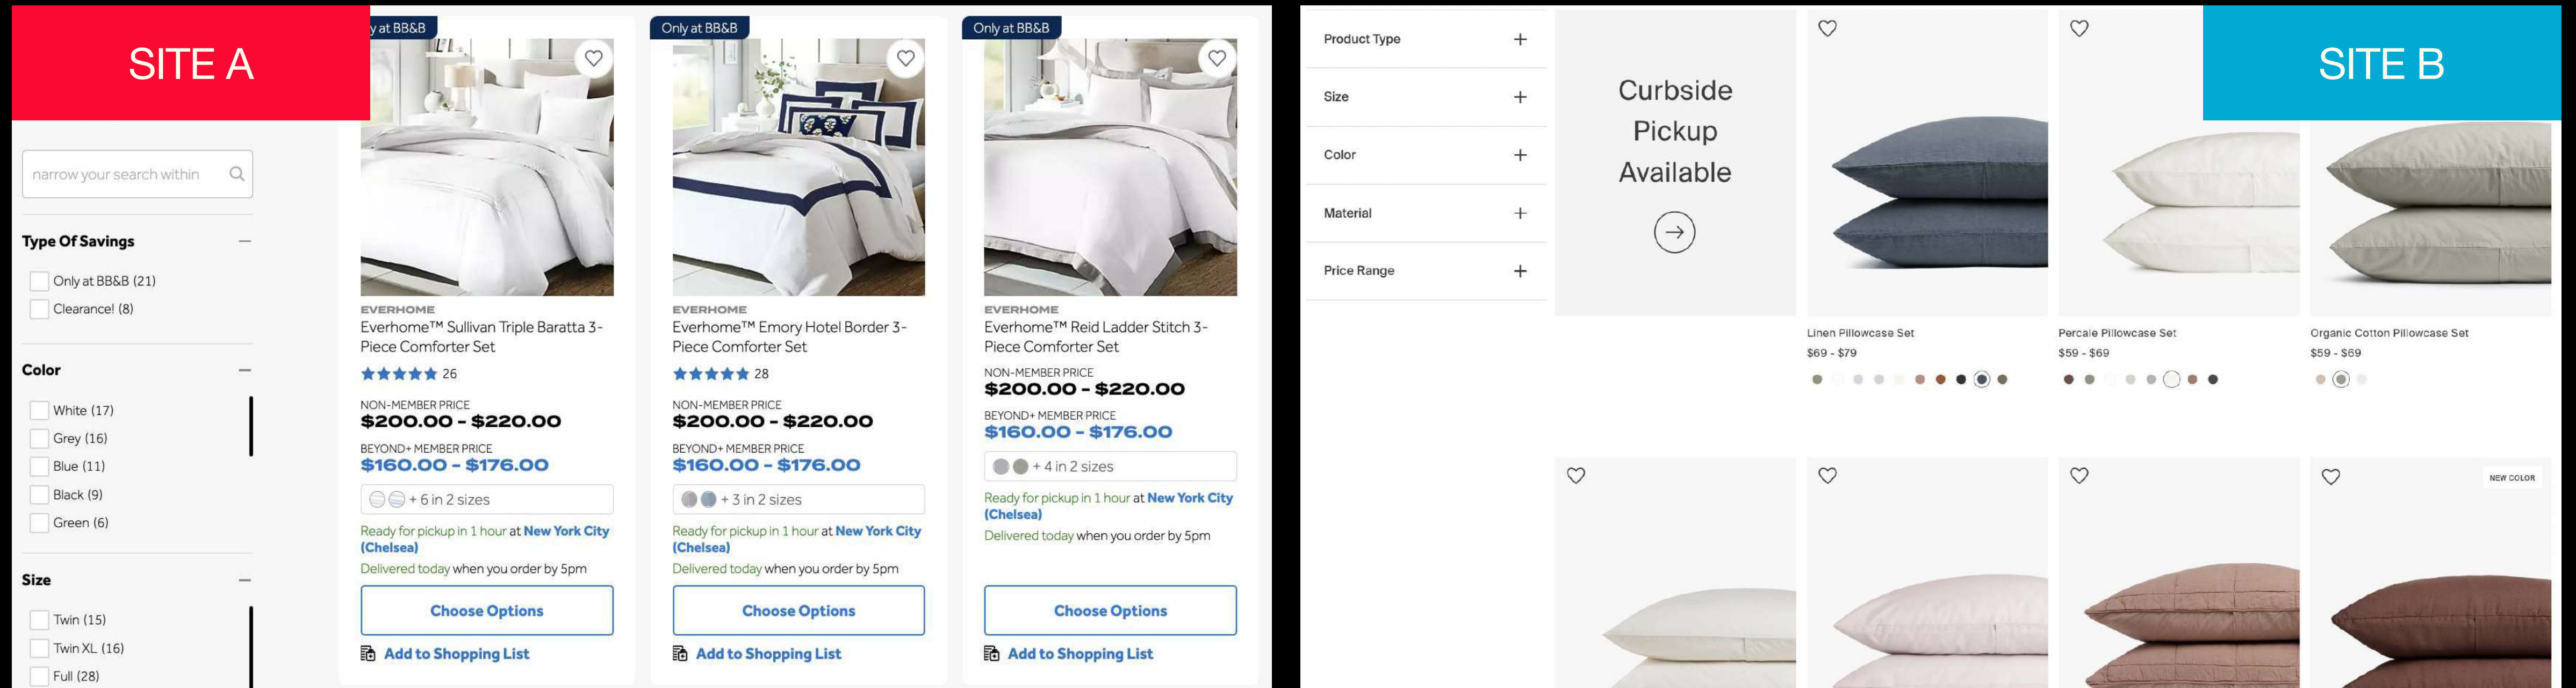 SITE A
narrow your search within
Type Of Savings
Only at BB&B (21)
Clearance! (8)
Color
White (17)
Grey (16)
Blue (11)
Black (9)
Green (6)
Size
Twin (15)
Twin XL (16)
Full (28)
y at BB&B
EVERHOME
Everhome™ Sullivan Triple Baratta 3-
Piece Comforter Set
26
NON-MEMBER PRICE
$200.00 - $220.00
BEYOND+ MEMBER PRICE
$160.00 - $176.00
+ 6 in 2 sizes
Ready for pickup in 1 hour at New York City
(Chelsea)
Delivered today when you order by 5pm
Choose Options
Add to Shopping List
Only at BB&B
EVERHOME
Everhome™ Emory Hotel Border 3-
Piece Comforter Set
28
NON-MEMBER PRICE
$200.00 - $220.00
BEYOND+ MEMBER PRICE
$160.00 - $176.00
+ 3 in 2 sizes
Ready for pickup in 1 hour at New York City
(Chelsea)
Delivered today when you order by 5pm
Choose Options
Add to Shopping List
Only at BB&B
EVERHOME
Everhome™ Reid Ladder Stitch 3-
Piece Comforter Set
NON-MEMBER PRICE
$200.00 - $220.00
BEYOND+ MEMBER PRICE
$160.00 - $176.00
+ 4 in 2 sizes
Ready for pickup in 1 hour at New York City
(Chelsea)
Delivered today when you order by 5pm
Choose Options
Add to Shopping List
SITE B
Product Type
Size
Color
Material
Price Range
Curbside
Pickup
Available
Linen Pillowcase Set
$69 - $79
Percale Pillowcase Set
$59 - $69
Organic Cotton Pillowcase Set
$59 - $69
NEW COLOR